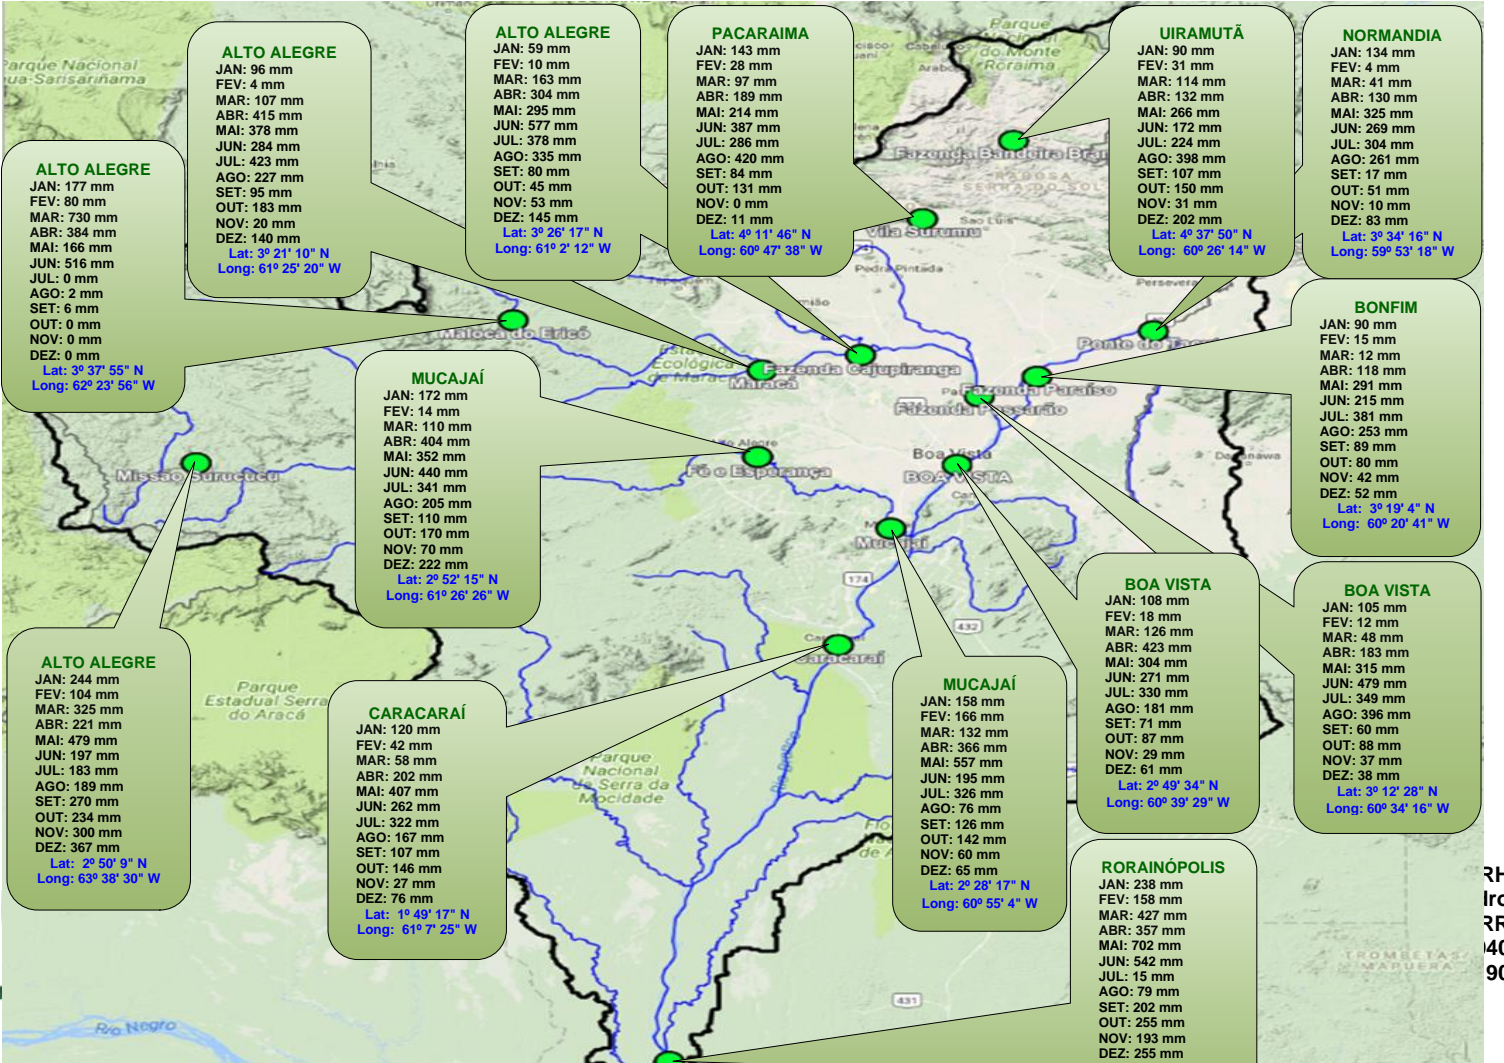 ALTO ALEGRE
JAN: 177 mm
FEV: 80 mm
MAR: 730 mm
ABR: 384 mm
MAI: 166 mm
JUN: 516 mm
JUL: 0 mm
AGO: 2 mm
SET: 6 mm
OUT: 0 mm
NOV: 0 mm
DEZ: 0 mm
Lat: 3º 37' 55" N
Long: 62º 23' 56" W
ALTO ALEGRE
JAN: 96 mm
FEV: 4 mm
MAR: 107 mm
ABR: 415 mm
MAI: 378 mm
JUN: 284 mm
JUL: 423 mm
AGO: 227 mm
SET: 95 mm
OUT: 183 mm
NOV: 20 mm
DEZ: 140 mm
Lat: 3º 21' 10" N
Long: 61º 25' 20" W
ALTO ALEGRE
JAN: 59 mm
FEV: 10 mm
MAR: 163 mm
ABR: 304 mm
MAI: 295 mm
JUN: 577 mm
JUL: 378 mm
AGO: 335 mm
SET: 80 mm
OUT: 45 mm
NOV: 53 mm
DEZ: 145 mm
Lat: 3º 26' 17" N
Long: 61º 2' 12" W
PACARAIMA
JAN: 143 mm
FEV: 28 mm
MAR: 97 mm
ABR: 189 mm
MAI: 214 mm
JUN: 387 mm
JUL: 286 mm
AGO: 420 mm
SET: 84 mm
OUT: 131 mm
NOV: 0 mm
DEZ: 11 mm
Lat: 4º 11' 46" N
Long: 60º 47' 38" W
UIRAMUTÃ
JAN: 90 mm
FEV: 31 mm
MAR: 114 mm
ABR: 132 mm
MAI: 266 mm
JUN: 172 mm
JUL: 224 mm
AGO: 398 mm
SET: 107 mm
OUT: 150 mm
NOV: 31 mm
DEZ: 202 mm
Lat: 4º 37' 50" N
Long: 60º 26' 14" W
NORMANDIA
JAN: 134 mm
FEV: 4 mm
MAR: 41 mm
ABR: 130 mm
MAI: 325 mm
JUN: 269 mm
JUL: 304 mm
AGO: 261 mm
SET: 17 mm
OUT: 51 mm
NOV: 10 mm
DEZ: 83 mm
Lat: 3º 34' 16" N
Long: 59º 53' 18" W
BONFIM
JAN: 90 mm
FEV: 15 mm
MAR: 12 mm
ABR: 118 mm
MAI: 291 mm
JUN: 215 mm
JUL: 381 mm
AGO: 253 mm
SET: 89 mm
OUT: 80 mm
NOV: 42 mm
DEZ: 52 mm
Lat: 3º 19' 4" N
Long: 60º 20' 41" W
MUCAJAÍ
JAN: 172 mm
FEV: 14 mm
MAR: 110 mm
ABR: 404 mm
MAI: 352 mm
JUN: 440 mm
JUL: 341 mm
AGO: 205 mm
SET: 110 mm
OUT: 170 mm
NOV: 70 mm
DEZ: 222 mm
Lat: 2º 52' 15" N
Long: 61º 26' 26" W
ALTO ALEGRE
JAN: 244 mm
FEV: 104 mm
MAR: 325 mm
ABR: 221 mm
MAI: 479 mm
JUN: 197 mm
JUL: 183 mm
AGO: 189 mm
SET: 270 mm
OUT: 234 mm
NOV: 300 mm
DEZ: 367 mm
Lat: 2º 50' 9" N
Long: 63º 38' 30" W
CARACARAÍ
JAN: 120 mm
FEV: 42 mm
MAR: 58 mm
ABR: 202 mm
MAI: 407 mm
JUN: 262 mm
JUL: 322 mm
AGO: 167 mm
SET: 107 mm
OUT: 146 mm
NOV: 27 mm
DEZ: 76 mm
Lat: 1º 49' 17" N
Long: 61º 7' 25" W
MUCAJAÍ
JAN: 158 mm
FEV: 166 mm
MAR: 132 mm
ABR: 366 mm
MAI: 557 mm
JUN: 195 mm
JUL: 326 mm
AGO: 76 mm
SET: 126 mm
OUT: 142 mm
NOV: 60 mm
DEZ: 65 mm
Lat: 2º 28' 17" N
Long: 60º 55' 4" W
BOA VISTA
JAN: 108 mm
FEV: 18 mm
MAR: 126 mm
ABR: 423 mm
MAI: 304 mm
JUN: 271 mm
JUL: 330 mm
AGO: 181 mm
SET: 71 mm
OUT: 87 mm
NOV: 29 mm
DEZ: 61 mm
Lat: 2º 49' 34" N
Long: 60º 39' 29" W
BOA VISTA
JAN: 105 mm
FEV: 12 mm
MAR: 48 mm
ABR: 183 mm
MAI: 315 mm
JUN: 479 mm
JUL: 349 mm
AGO: 396 mm
SET: 60 mm
OUT: 88 mm
NOV: 37 mm
DEZ: 38 mm
Lat: 3º 12' 28" N
Long: 60º 34' 16" W
RORAINÓPOLIS
JAN: 238 mm
FEV: 158 mm
MAR: 427 mm
ABR: 357 mm
MAI: 702 mm
JUN: 542 mm
JUL: 15 mm
AGO: 79 mm
SET: 202 mm
OUT: 255 mm
NOV: 193 mm
DEZ: 255 mm
Parque Nacional
Parque
do Monte
Roraima
Fazenda Bandeira
RAPOSA
SERRA DO SOL
Vila Surumu
São Luís
Pedra Pintada
Maloca do Ericó
Ponte do
Ecológica
Maracá
Fazenda Cajupiranga
Fazenda Paraíso
Fazenda Passarão
Alto Alegre
Fé e Esperança
Boa Vista
BOA VISTA
Missão Surucucu
Mucajaí
174
432
Parque
Estadual Serra
do Aracá
Parque
Nacional
da Serra da
Mocidade
Rio Branco
TROMBETAS/
MAPUERA
431
Rio Negro